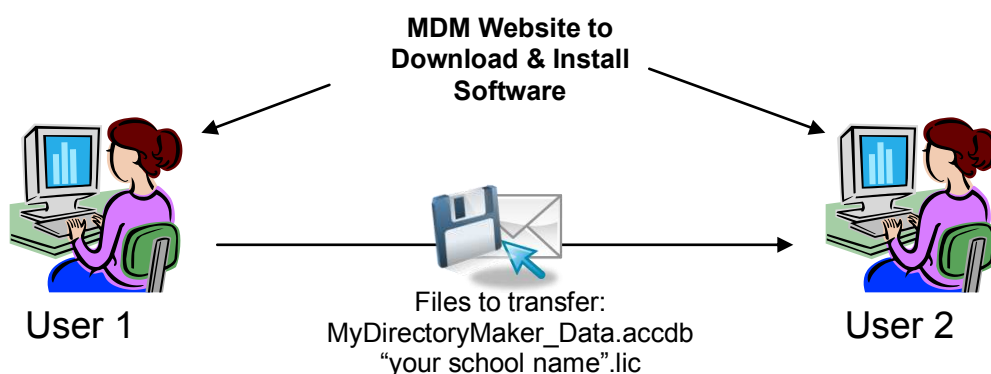 MDM Website to
Download & Install
Software
User 1
Files to transfer:
MyDirectoryMaker_Data.accdb
“your school name”.lic
User 2